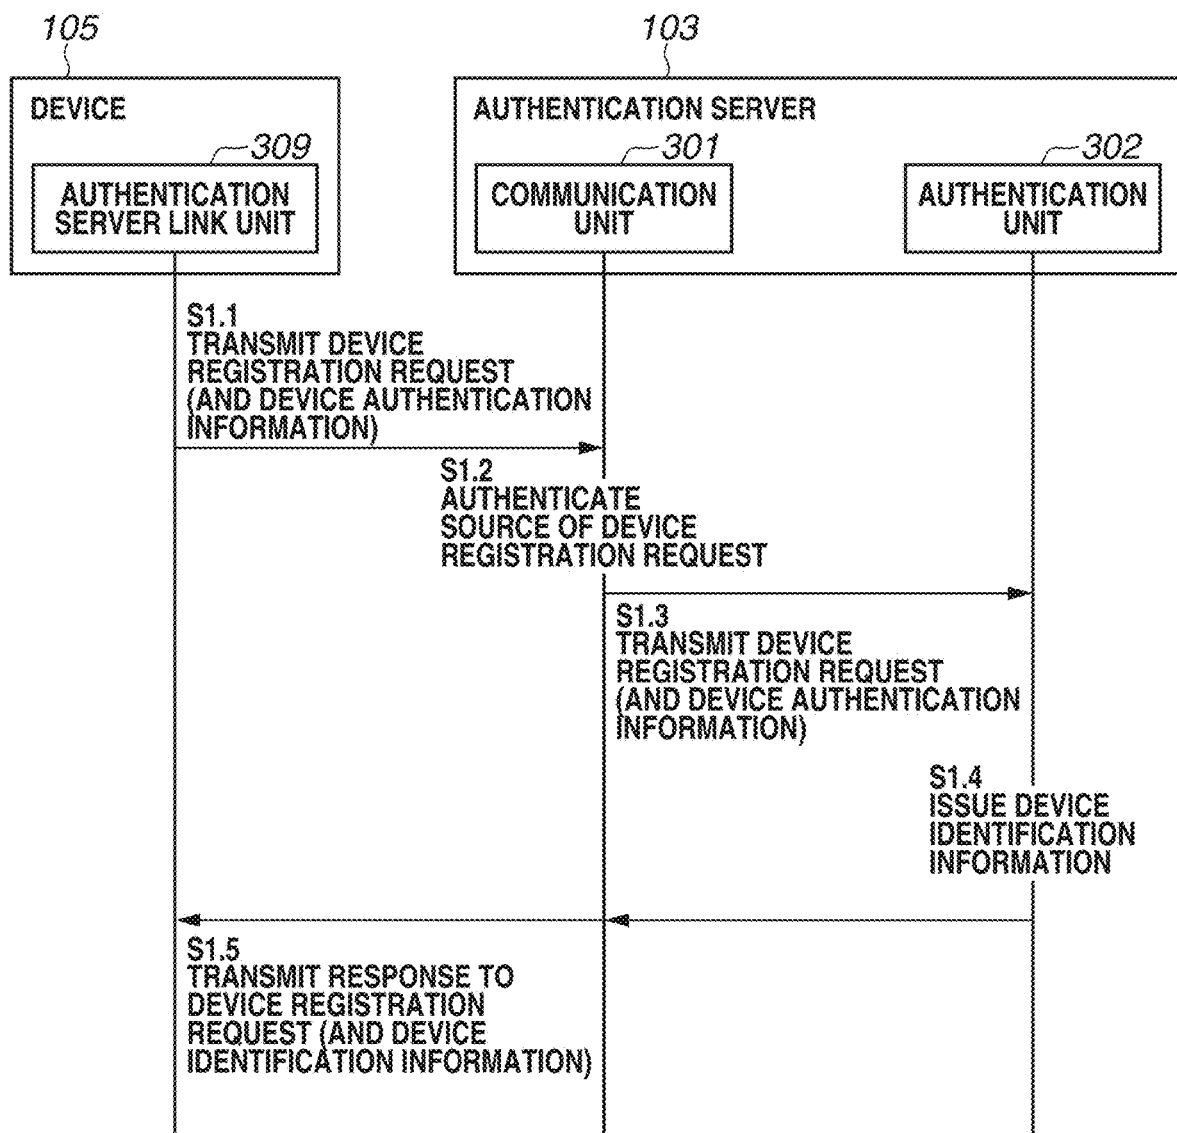 105
103
DEVICE
AUTHENTICATION SERVER
309
301
302
AUTHENTICATION
SERVER LINK UNIT
COMMUNICATION
UNIT
AUTHENTICATION
UNIT
S1.1
TRANSMIT DEVICE
REGISTRATION REQUEST
(AND DEVICE AUTHENTICATION
INFORMATION)
S1.2
AUTHENTICATE
SOURCE OF DEVICE
REGISTRATION REQUEST
S1.3
TRANSMIT DEVICE
REGISTRATION REQUEST
(AND DEVICE AUTHENTICATION
INFORMATION)
S1.4
ISSUE DEVICE
IDENTIFICATION
INFORMATION
S1.5
TRANSMIT RESPONSE TO
DEVICE REGISTRATION
REQUEST (AND DEVICE
IDENTIFICATION INFORMATION)